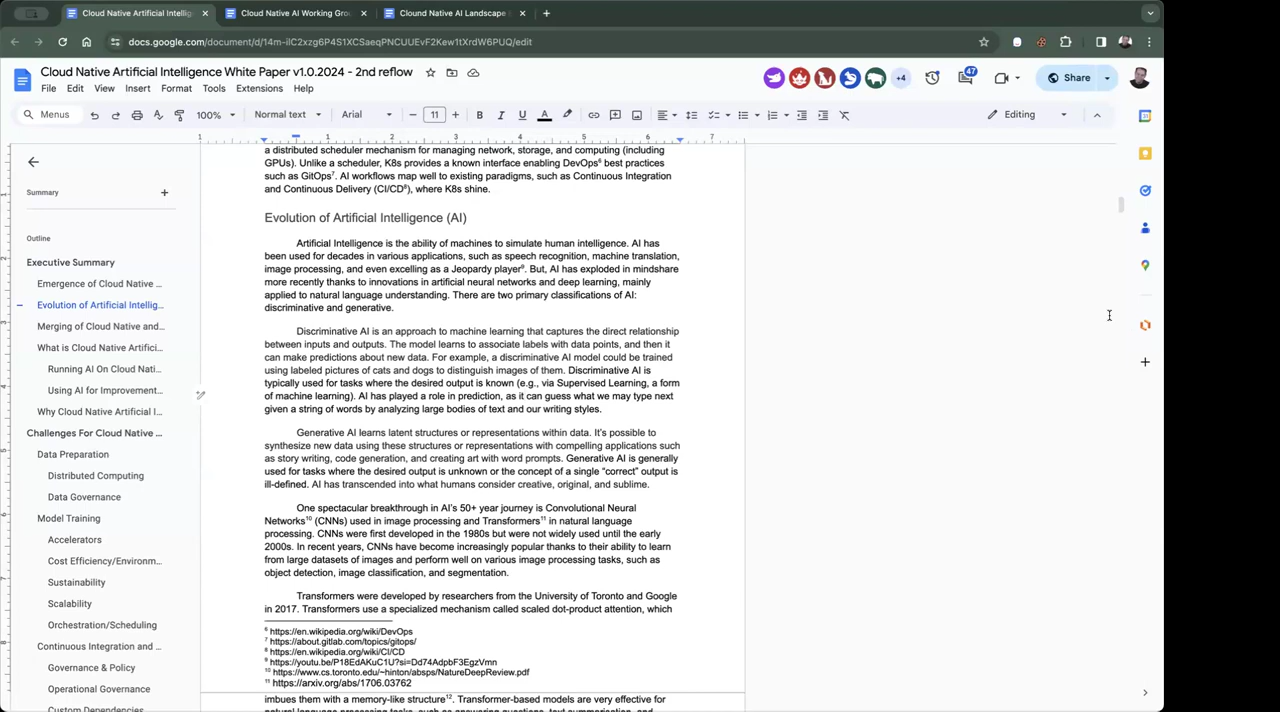 Cloud Native Artificial Intellig
Cloud Native AI Working Gro
Clound Native AI Landscape
docs.google.com/document/d/14m-ilC2xzg6P4S1XCSaeqPNCUUEvF2Kew1tXrdW6PUQ/edit
Cloud Native Artificial Intelligence White Paper v1.0.2024 - 2nd reflow
+4
47
Share
File Edit View Insert Format Tools Extensions Help
Menus 100% Normal text Arial 11 B I U A Editing
1 1 2 3 4 5 6 7
Summary
Outline
Executive Summary
Emergence of Cloud Native ...
Evolution of Artificial Intellig...
Merging of Cloud Native and...
What is Cloud Native Artifici...
Running AI On Cloud Nati...
Using AI for Improvement...
Why Cloud Native Artificial I...
Challenges For Cloud Native ...
Data Preparation
Distributed Computing
Data Governance
Model Training
Accelerators
Cost Efficiency/Environm...
Sustainability
Scalability
Orchestration/Scheduling
Continuous Integration and ...
Governance & Policy
Operational Governance
Custom Dependencies
a distributed scheduler mechanism for managing network, storage, and computing (including
GPUs). Unlike a scheduler, K8s provides a known interface enabling DevOps⁶ best practices
such as GitOps⁷. AI workflows map well to existing paradigms, such as Continuous Integration
and Continuous Delivery (CI/CD⁸), where K8s shine.
Evolution of Artificial Intelligence (AI)
Artificial Intelligence is the ability of machines to simulate human intelligence. AI has
been used for decades in various applications, such as speech recognition, machine translation,
image processing, and even excelling as a Jeopardy player⁹. But, AI has exploded in mindshare
more recently thanks to innovations in artificial neural networks and deep learning, mainly
applied to natural language understanding. There are two primary classifications of AI:
discriminative and generative.
Discriminative AI is an approach to machine learning that captures the direct relationship
between inputs and outputs. The model learns to associate labels with data points, and then it
can make predictions about new data. For example, a discriminative AI model could be trained
using labeled pictures of cats and dogs to distinguish images of them. Discriminative AI is
typically used for tasks where the desired output is known (e.g., via Supervised Learning, a form
of machine learning). AI has played a role in prediction, as it can guess what we may type next
given a string of words by analyzing large bodies of text and our writing styles.
Generative AI learns latent structures or representations within data. It's possible to
synthesize new data using these structures or representations with compelling applications such
as story writing, code generation, and creating art with word prompts. Generative AI is generally
used for tasks where the desired output is unknown or the concept of a single "correct" output is
ill-defined. AI has transcended into what humans consider creative, original, and sublime.
One spectacular breakthrough in AI's 50+ year journey is Convolutional Neural
Networks¹⁰ (CNNs) used in image processing and Transformers¹¹ in natural language
processing. CNNs were first developed in the 1980s but were not widely used until the early
2000s. In recent years, CNNs have become increasingly popular thanks to their ability to learn
from large datasets of images and perform well on various image processing tasks, such as
object detection, image classification, and segmentation.
Transformers were developed by researchers from the University of Toronto and Google
in 2017. Transformers use a specialized mechanism called scaled dot-product attention, which
⁶ https://en.wikipedia.org/wiki/DevOps
⁷ https://about.gitlab.com/topics/gitops/
⁸ https://en.wikipedia.org/wiki/CI/CD
⁹ https://youtu.be/P18EdAKuC1U?si=Dd74AdpbF3EgzVmn
¹⁰ https://www.cs.toronto.edu/~hinton/absps/NatureDeepReview.pdf
¹¹ https://arxiv.org/abs/1706.03762
imbues them with a memory-like structure¹². Transformer-based models are very effective for